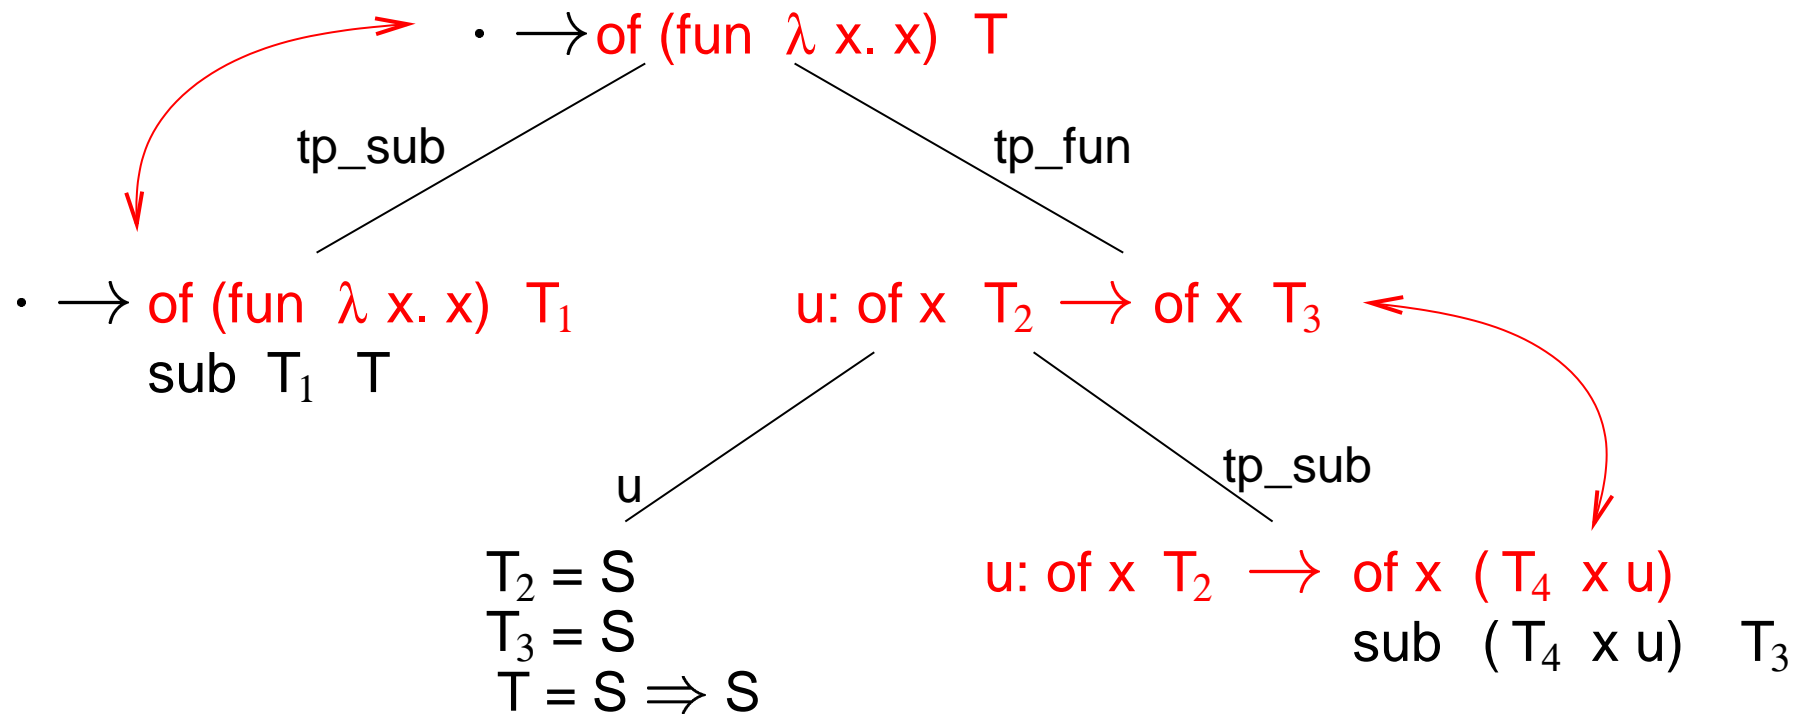 · → of (fun λ x. x) T
tp_sub
tp_fun
· → of (fun λ x. x) T₁
sub T₁ T
u: of x T₂ → of x T₃
u
tp_sub
T₂ = S
T₃ = S
T = S ⇒ S
u: of x T₂ → of x (T₄ x u)
sub (T₄ x u) T₃